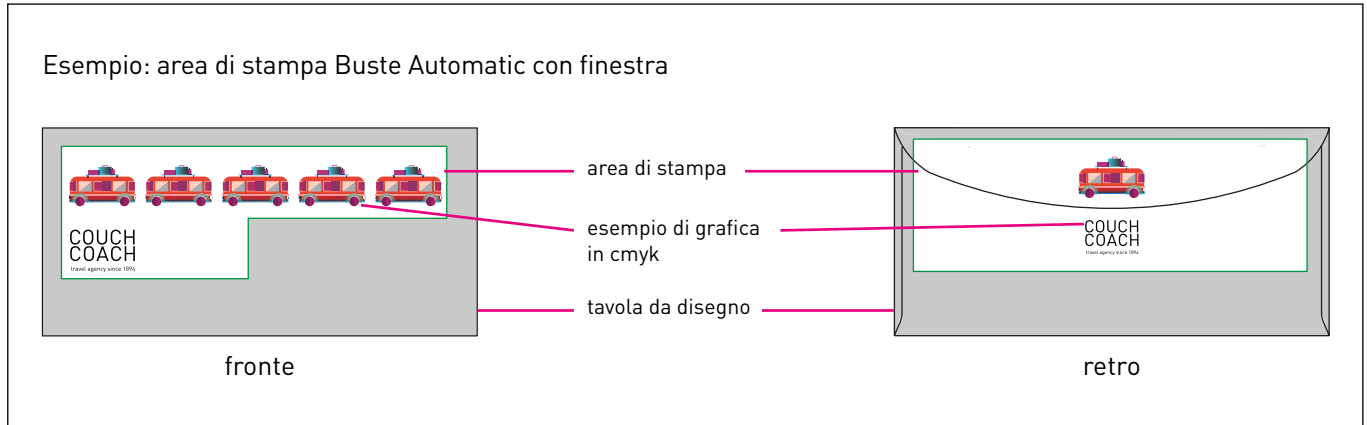 Esempio: area di stampa Buste Automatic con finestra
COUCH
COACH
travel agency since 1894
fronte
area di stampa
esempio di grafica
in cmyk
tavola da disegno
COUCH
COACH
travel agency since 1894
retro